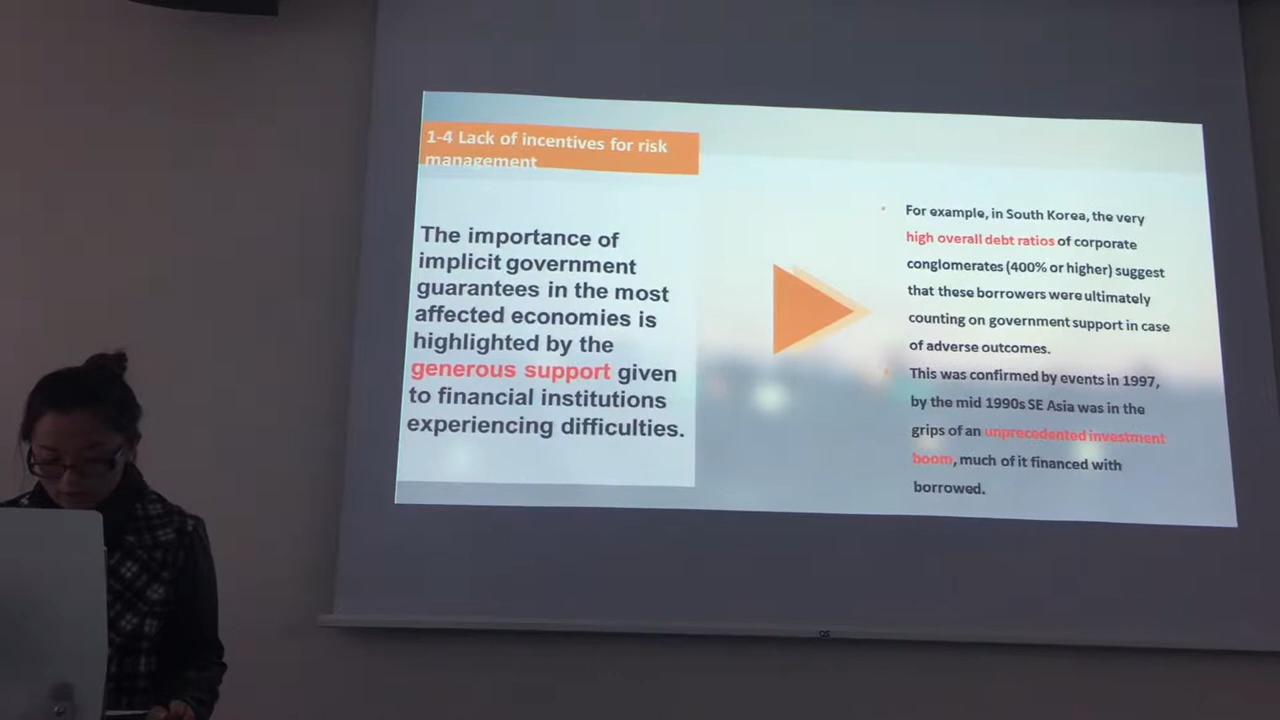 1-4 Lack of incentives for risk
management
The importance of
implicit government
guarantees in the most
affected economies is
highlighted by the
generous support given
to financial institutions
experiencing difficulties.
For example, in South Korea, the very
high overall debt ratios of corporate
conglomerates (400% or higher) suggest
that these borrowers were ultimately
counting on government support in case
of adverse outcomes.
This was confirmed by events in 1997,
by the mid 1990s SE Asia was in the
grips of an unprecedented investment
boom, much of it financed with
borrowed.